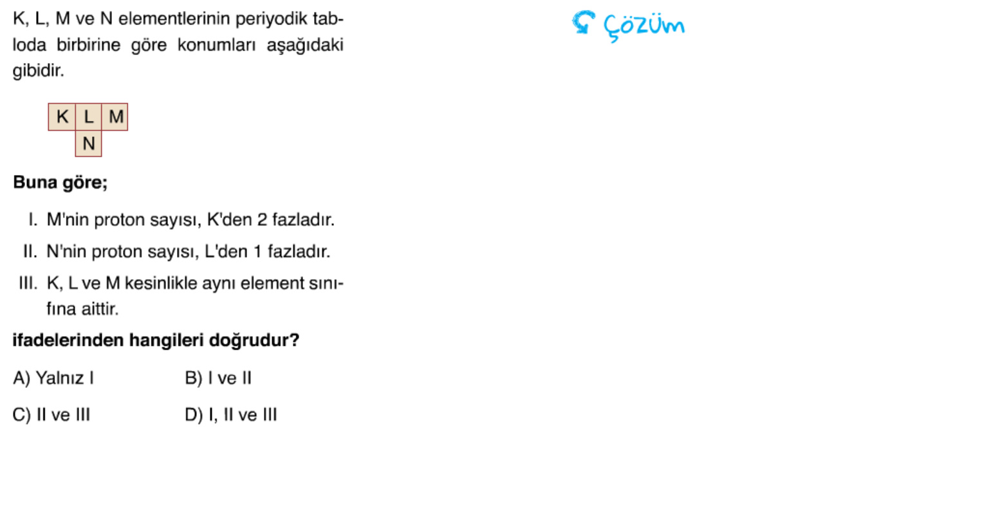 K, L, M ve N elementlerinin periyodik tab-
loda birbirine göre konumları aşağıdaki
gibidir.
K L M
N
Buna göre;
I. M'nin proton sayısı, K'den 2 fazladır.
II. N'nin proton sayısı, L'den 1 fazladır.
III. K, L ve M kesinlikle aynı element sını-
fına aittir.
ifadelerinden hangileri doğrudur?
A) Yalnız I B) I ve II
C) II ve III D) I, II ve III
Çözüm